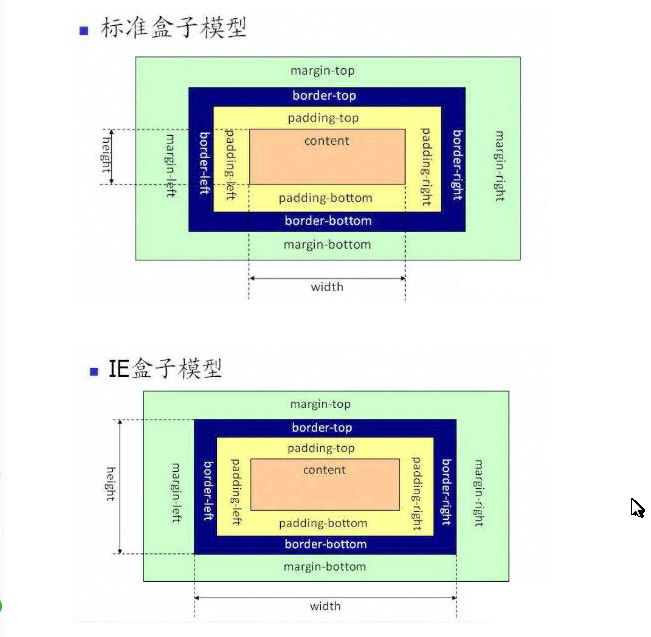 标准盒子模型
margin-top
border-top
padding-top
content
height
margin-left
border-left
padding-left
padding-right
border-right
margin-right
padding-bottom
border-bottom
margin-bottom
width
IE盒子模型
margin-top
border-top
padding-top
content
height
margin-left
border-left
padding-left
padding-right
border-right
margin-right
padding-bottom
border-bottom
margin-bottom
width